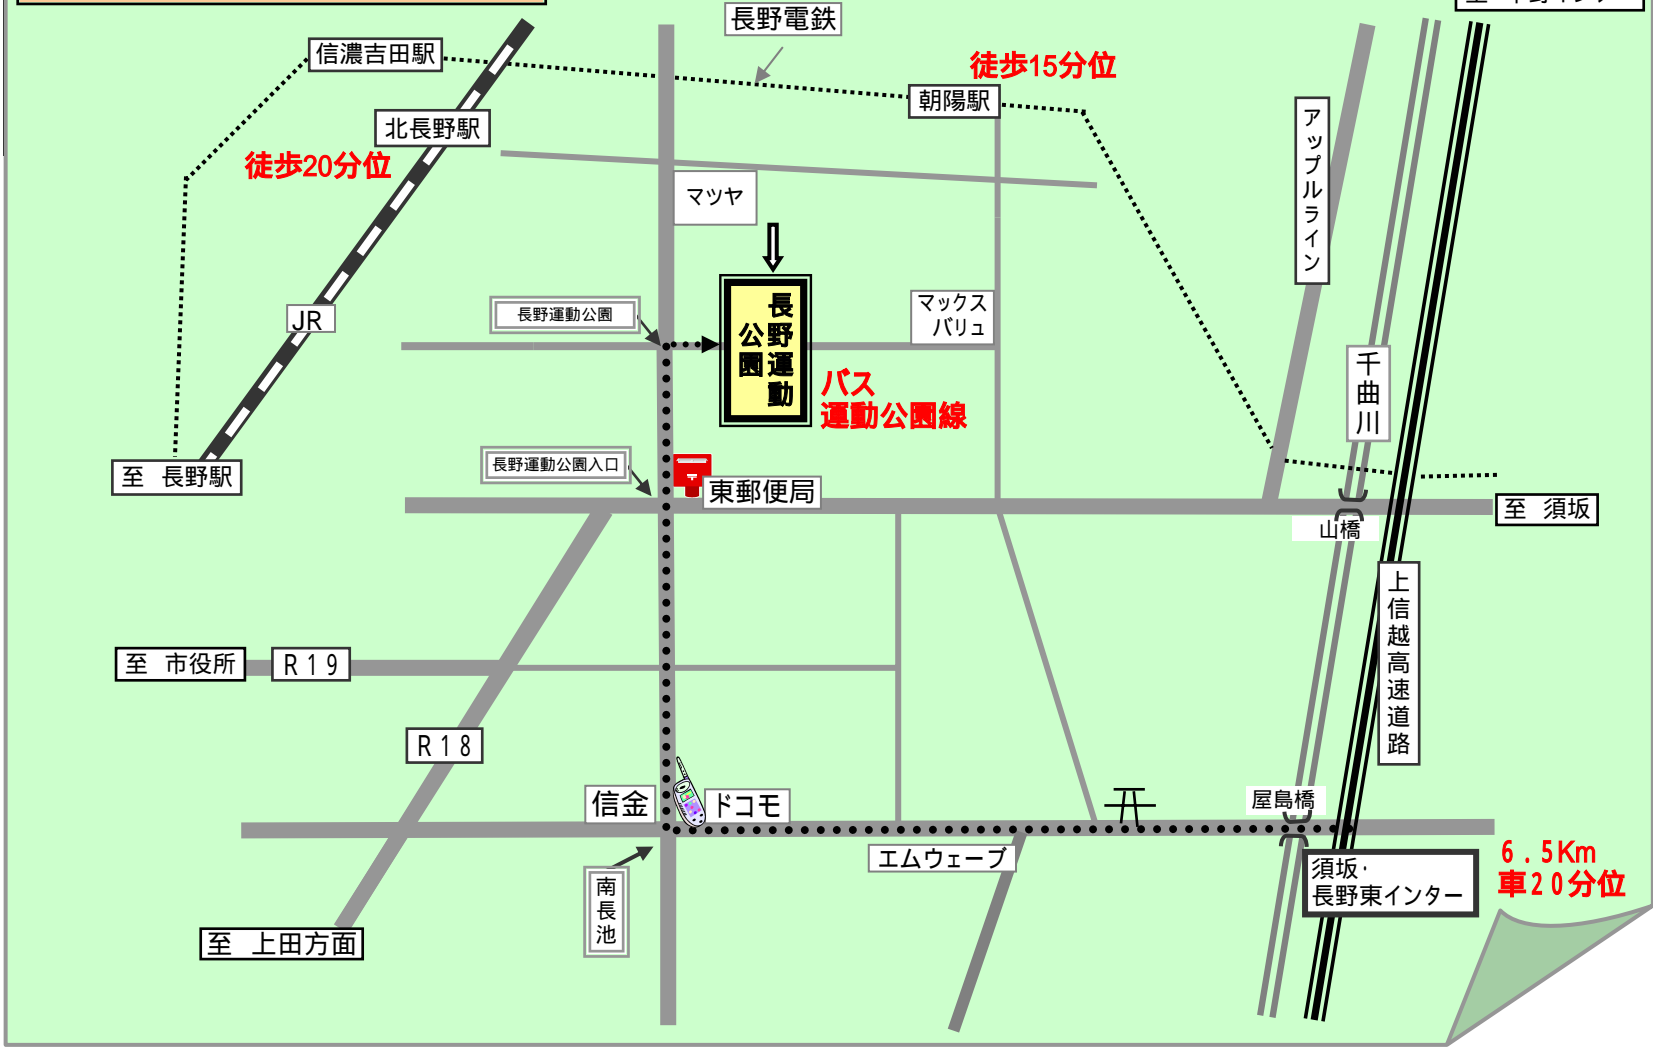 長野電鉄
信濃吉田駅
徒歩15分位
朝陽駅
北長野駅
徒歩20分位
アップルライン
マツヤ
長野運動公園
マックス
バリュ
長野運動
公園
JR
千曲川
バス
運動公園線
長野運動公園入口
至 長野駅
東郵便局
至 須坂
山橋
上信越高速道路
至 市役所
R19
R18
信金
ドコモ
屋島橋
エムウェーブ
須坂・
長野東インター
6.5Km
車20分位
南長池
至 上田方面